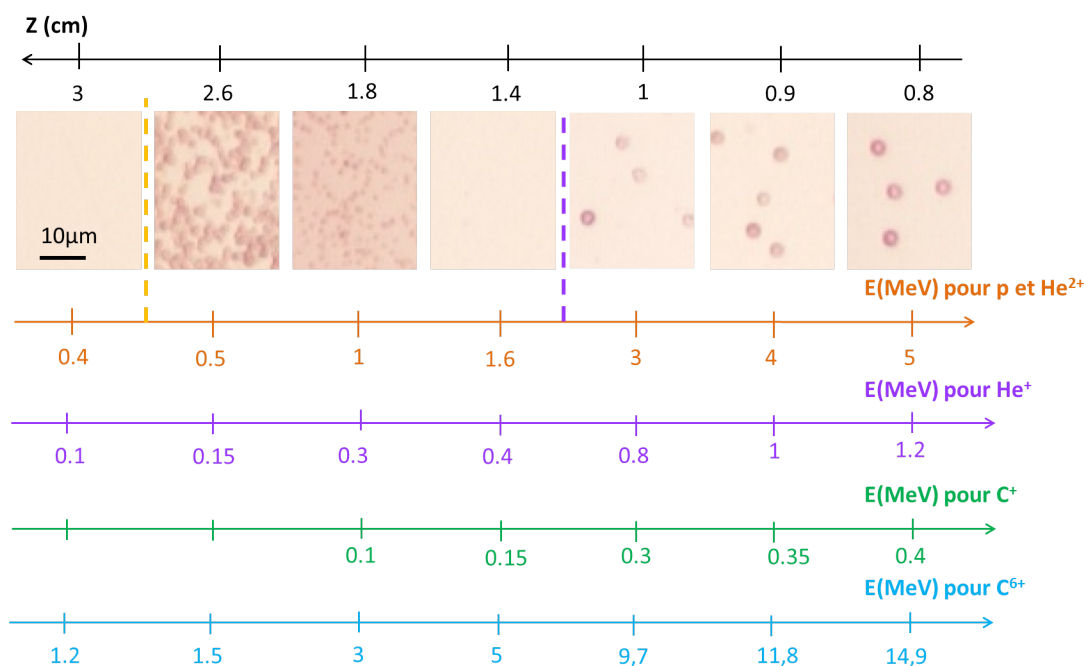 Z (cm)
3 2.6 1.8 1.4 1 0.9 0.8
10μm
E(MeV) pour p et He²⁺
0.4 0.5 1 1.6 3 4 5
E(MeV) pour He⁺
0.1 0.15 0.3 0.4 0.8 1 1.2
E(MeV) pour C⁺
0.1 0.15 0.3 0.35 0.4
E(MeV) pour C⁶⁺
1.2 1.5 3 5 9,7 11,8 14,9